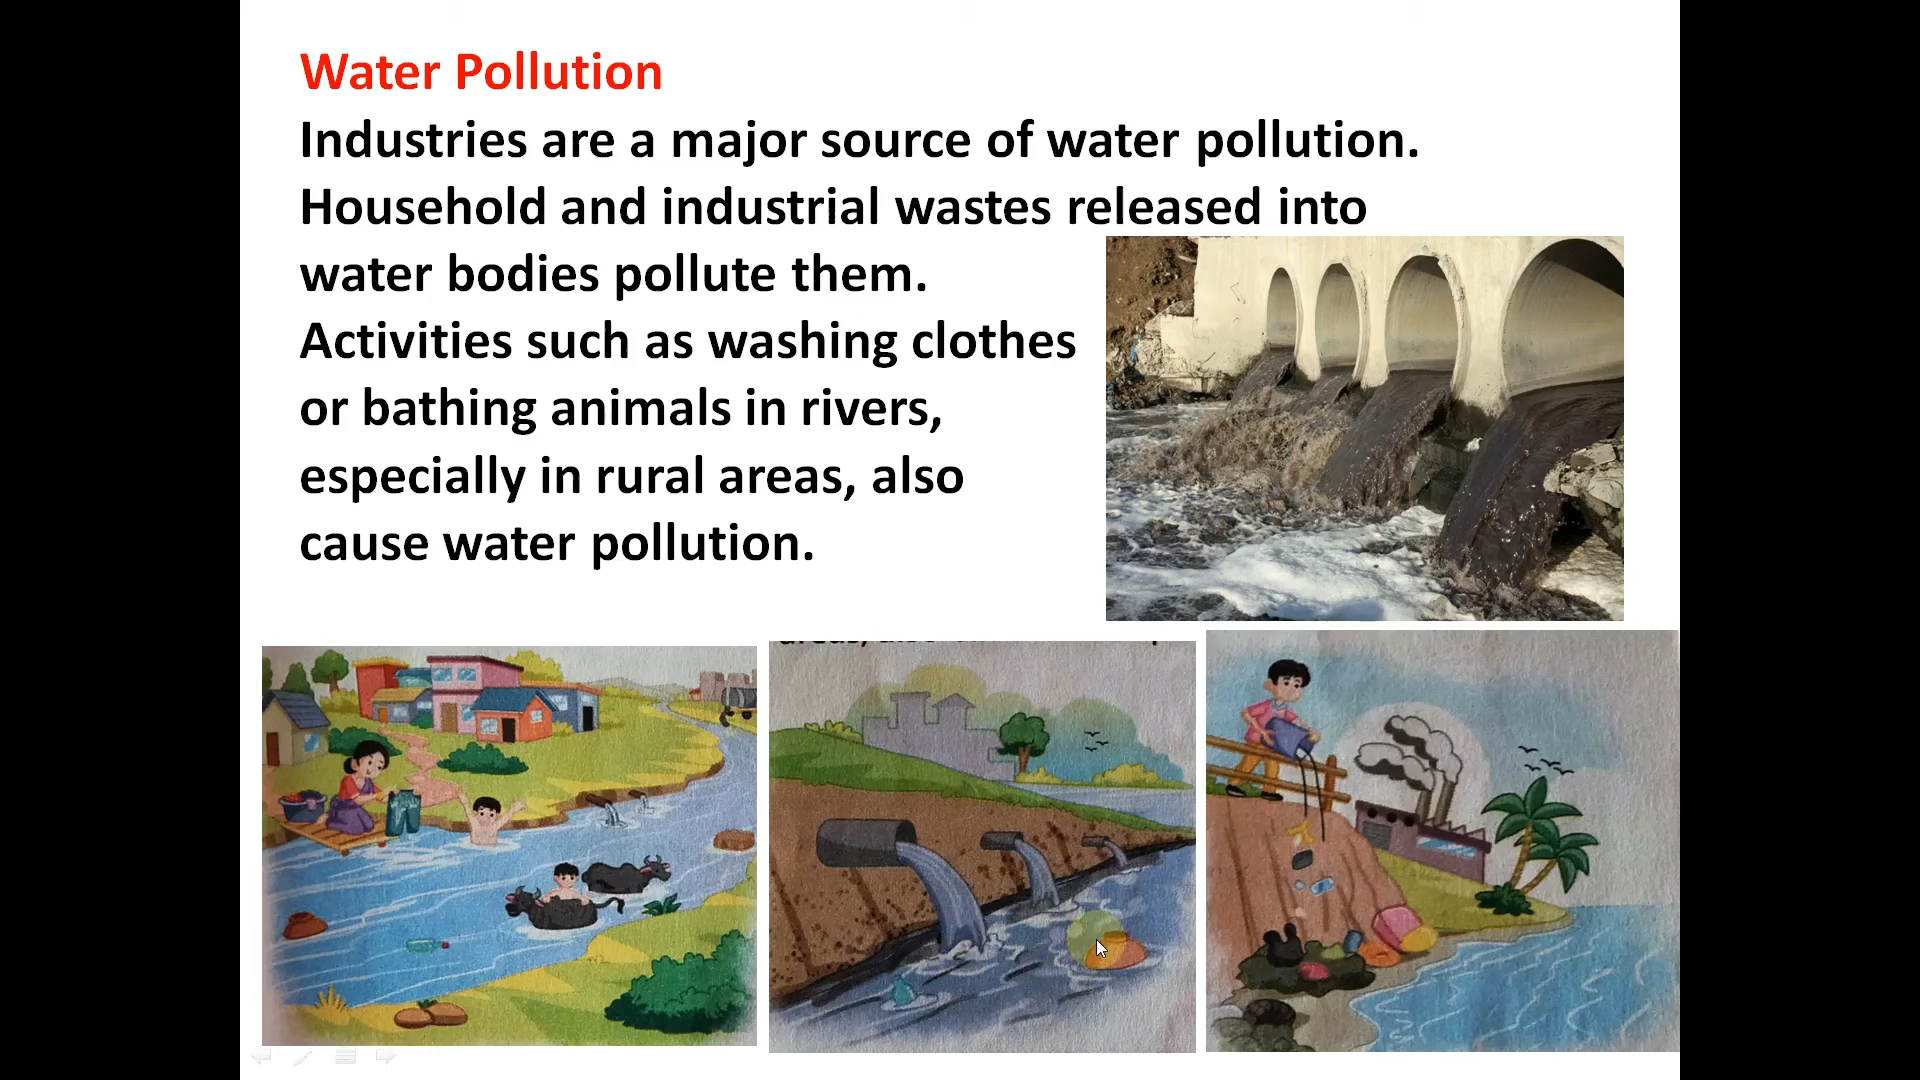 Water Pollution
Industries are a major source of water pollution.
Household and industrial wastes released into
water bodies pollute them.
Activities such as washing clothes
or bathing animals in rivers,
especially in rural areas, also
cause water pollution.